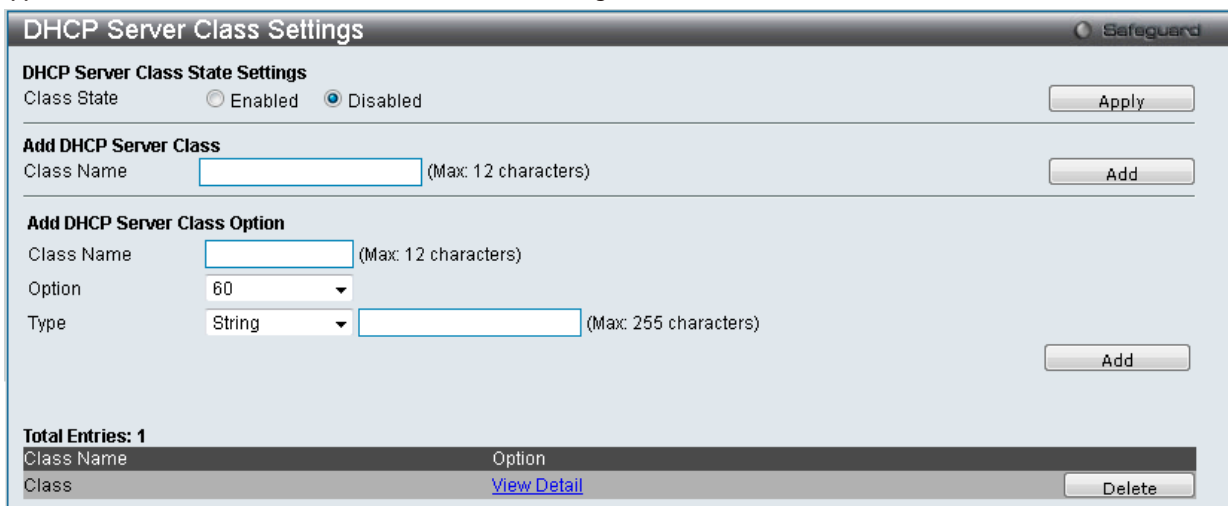 DHCP Server Class Settings Safeguard
DHCP Server Class State Settings
Class State Enabled Disabled Apply
Add DHCP Server Class
Class Name (Max: 12 characters) Add
Add DHCP Server Class Option
Class Name (Max: 12 characters)
Option 60
Type String (Max: 255 characters)
Add
Total Entries: 1
Class Name Option
Class View Detail Delete